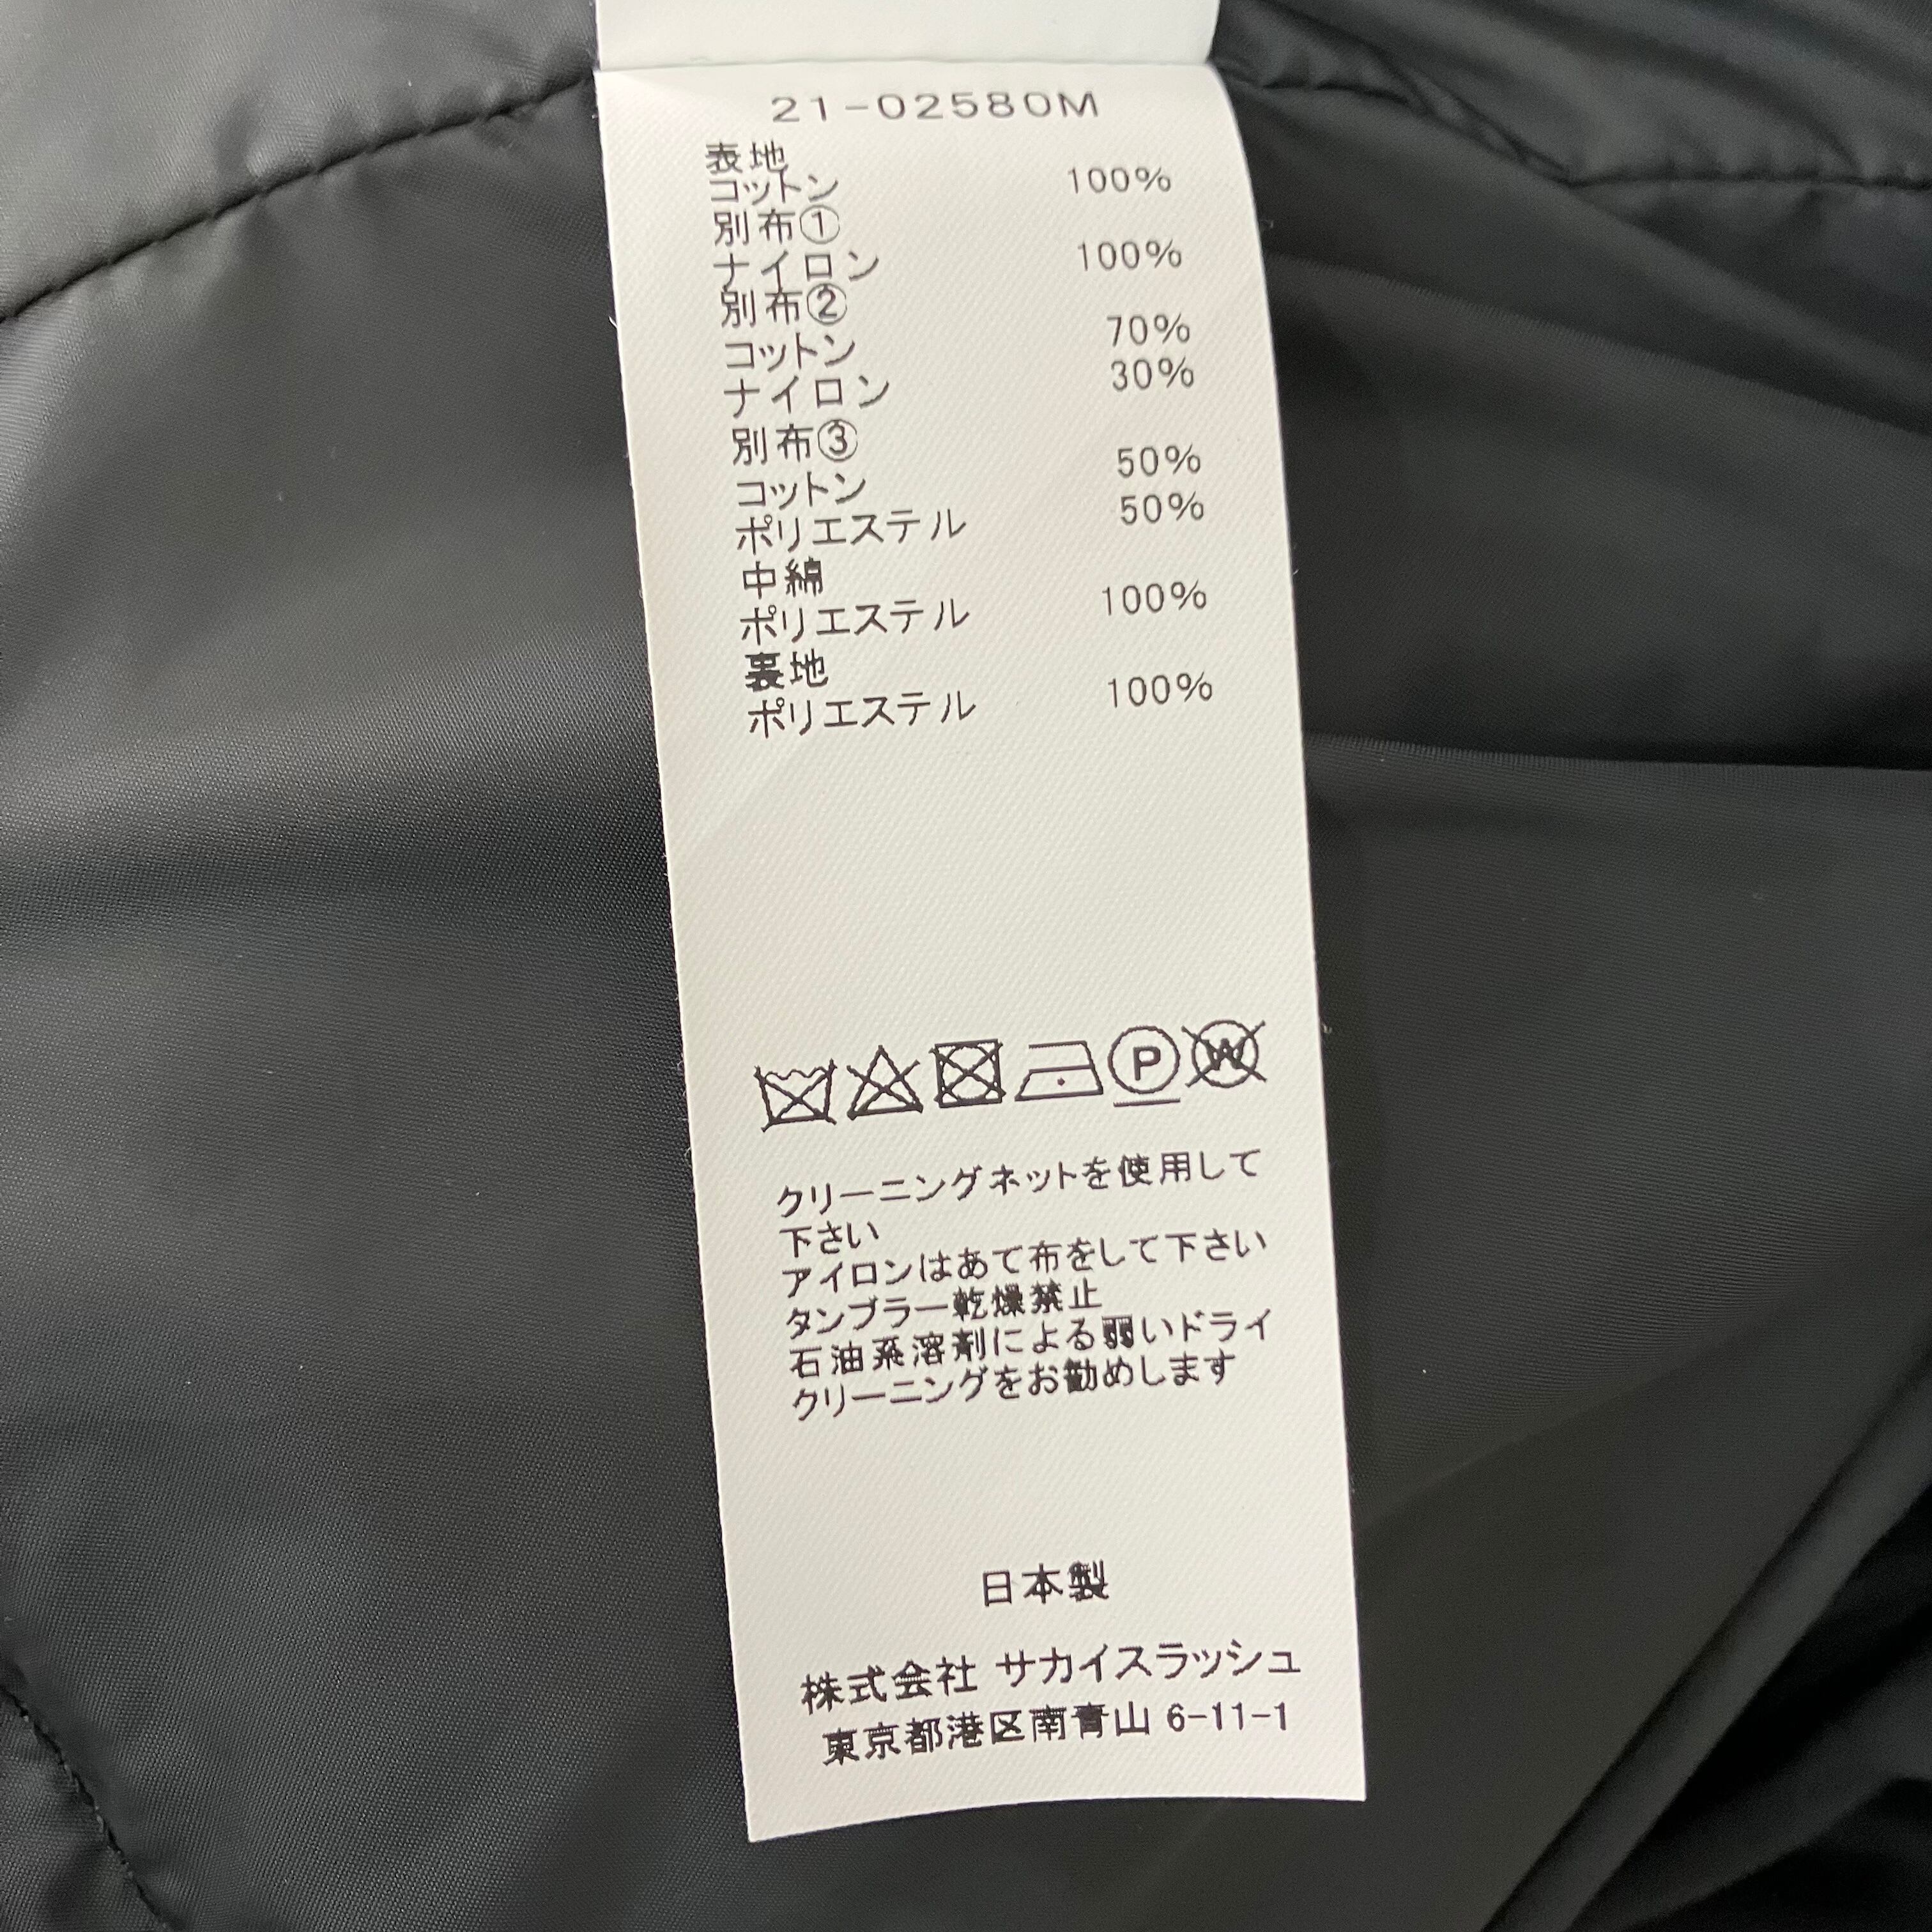 21-02580M
表地
コットン 100%
別布①
ナイロン 100%
別布②
コットン 70%
ナイロン 30%
別布③
コットン 50%
ポリエステル 50%
中綿
ポリエステル 100%
裏地
ポリエステル 100%
P W
クリーニングネットを使用して
下さい
アイロンはあて布をして下さい
タンブラー乾燥禁止
石油系溶剤による弱いドライ
クリーニングをお勧めします
日本製
株式会社 サカイスラッシュ
東京都港区南青山 6-11-1